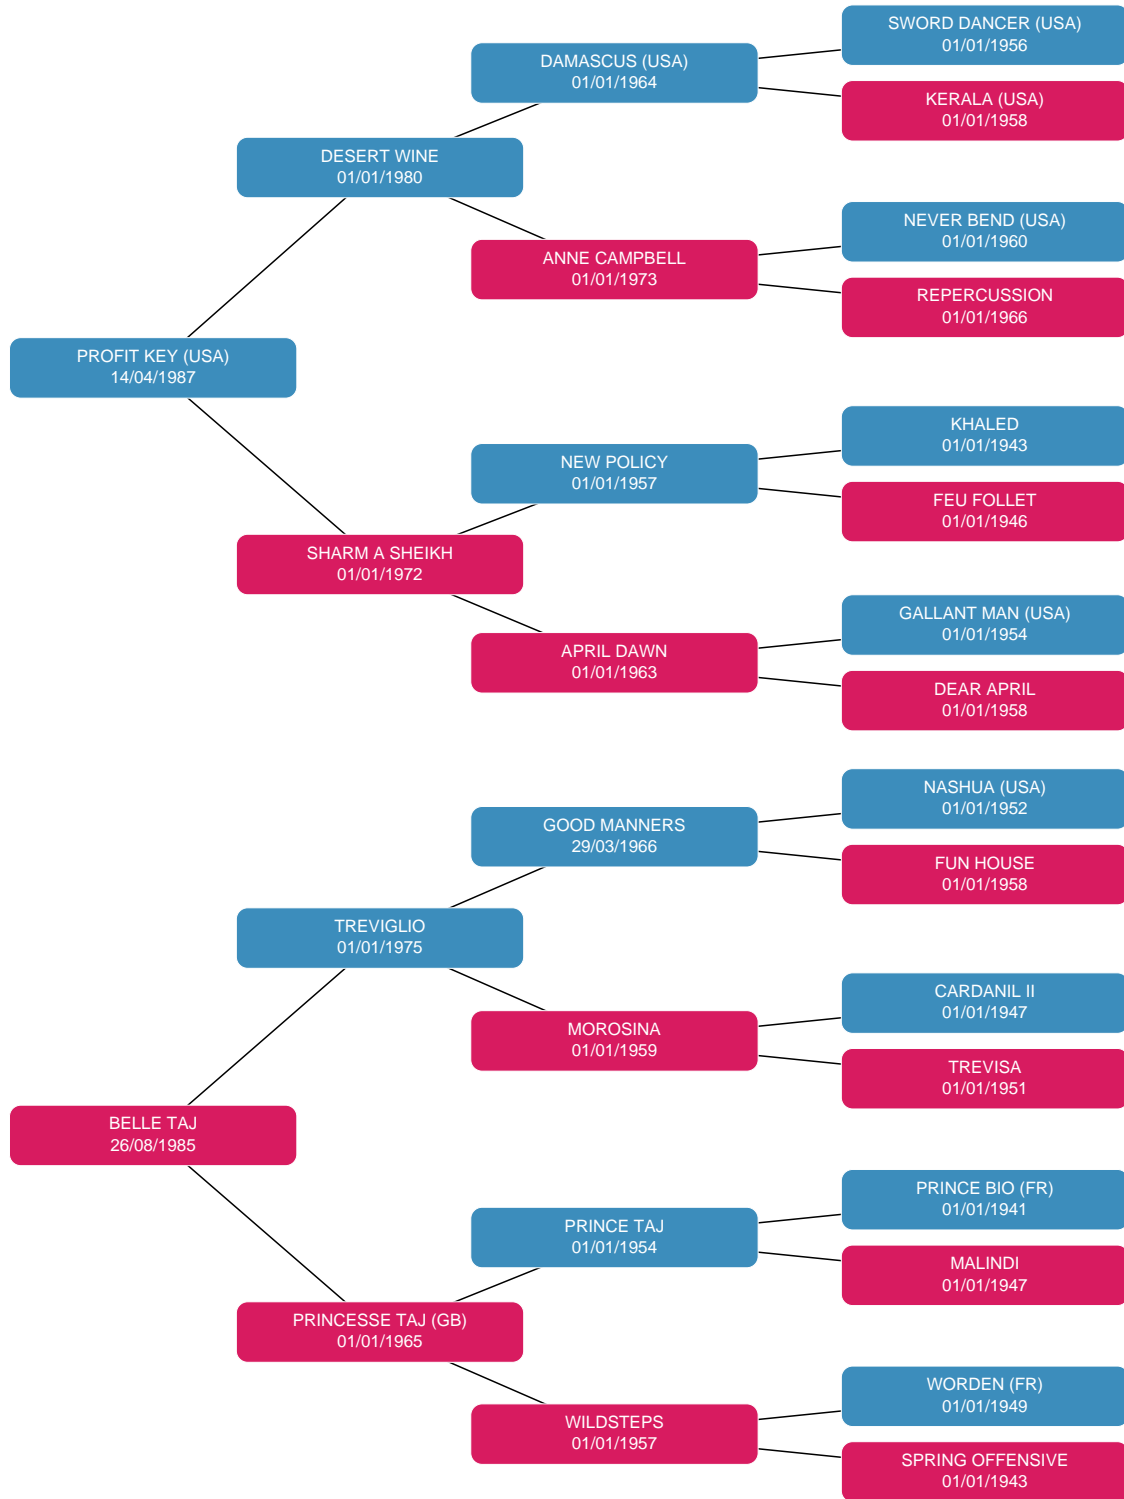 SWORD DANCER (USA)
01/01/1956
DAMASCUS (USA)
01/01/1964
KERALA (USA)
01/01/1958
DESERT WINE
01/01/1980
NEVER BEND (USA)
01/01/1960
ANNE CAMPBELL
01/01/1973
REPERCUSSION
01/01/1966
PROFIT KEY (USA)
14/04/1987
KHALED
01/01/1943
NEW POLICY
01/01/1957
FEU FOLLET
01/01/1946
SHARM A SHEIKH
01/01/1972
GALLANT MAN (USA)
01/01/1954
APRIL DAWN
01/01/1963
DEAR APRIL
01/01/1958
NASHUA (USA)
01/01/1952
GOOD MANNERS
29/03/1966
FUN HOUSE
01/01/1958
TREVIGLIO
01/01/1975
CARDANIL II
01/01/1947
MOROSINA
01/01/1959
TREVISA
01/01/1951
BELLE TAJ
26/08/1985
PRINCE BIO (FR)
01/01/1941
PRINCE TAJ
01/01/1954
MALINDI
01/01/1947
PRINCESSE TAJ (GB)
01/01/1965
WORDEN (FR)
01/01/1949
WILDSTEPS
01/01/1957
SPRING OFFENSIVE
01/01/1943